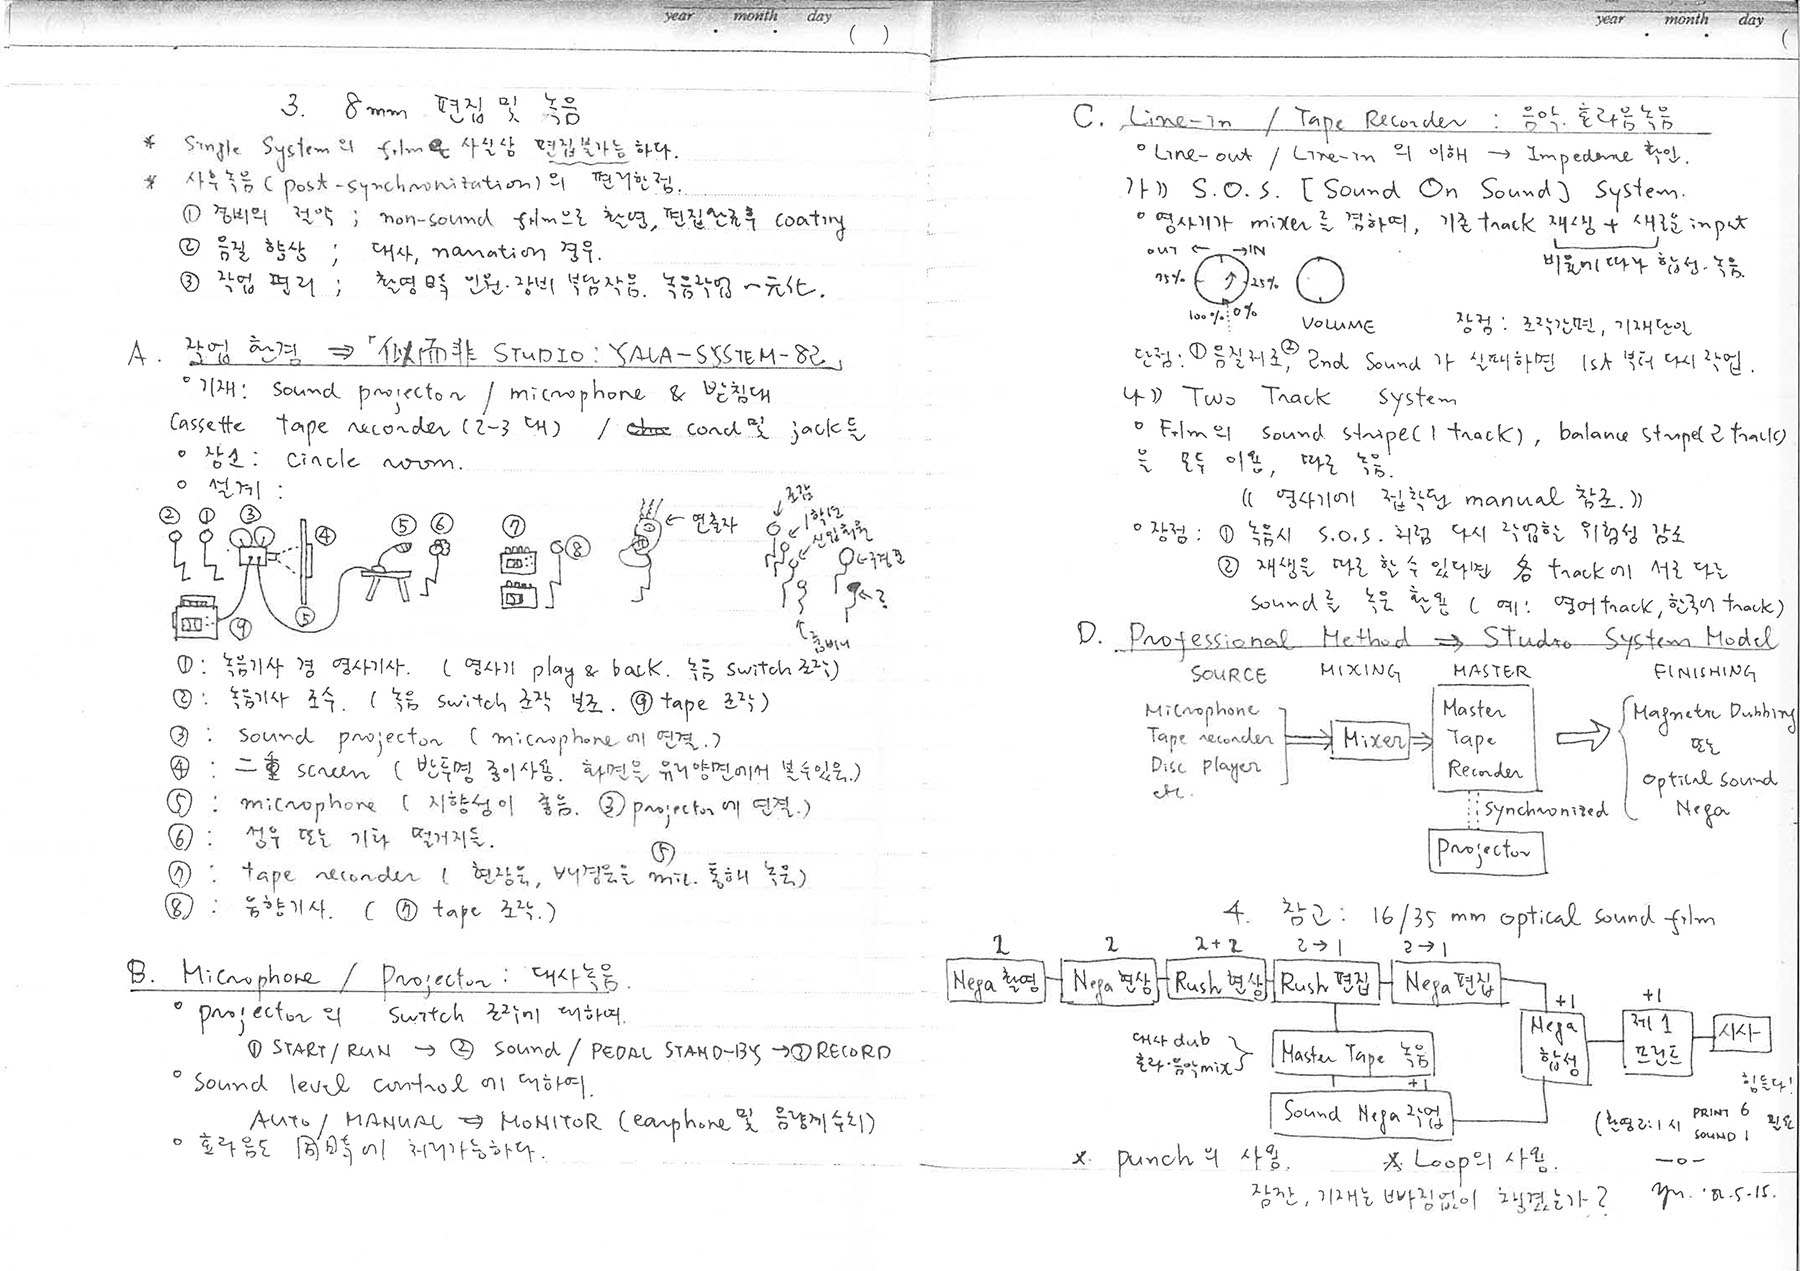 year month day
( )
3. 8mm 편집 및 녹음
* Single System의 film은 사실상 편집불가능하다.
* 사후녹음(post-synchronization)의 편리한점.
① 경비의 절약 ; non-sound film으로 촬영, 편집완료후 coating
② 음질 향상 ; 대사, narration 경우.
③ 작업 편리 ; 촬영時 인원·장비 부담작음. 녹음작업 一元化.
A. 작업 환경 ⇒ 「似而非 STUDIO : YALA-SYSTEM-82」
° 기재: sound projector / microphone & 받침대
Cassette tape recorder (2-3 대) / cord 및 jack들
° 장소 : circle room.
° 설계 :
② ① ③ ④ ⑤ ⑥ ⑦ ⑧ ← 연출자
조감
1학년
신입회원
← 구경꾼
← ?
⑤ ⑨
①: 녹음기사 겸 영사기사. ( 영사기 play & back. 녹음 switch 조작)
②: 녹음기사 조수. ( 녹음 switch 조작 보조. ⑨ tape 조작)
③ : sound projector ( microphone에 연결.)
④ : 二重 screen ( 반투명 종이사용. 화면을 유리양면에서 볼수있음.)
⑤ : microphone ( 지향성이 좋음. ③ projector에 연결.)
⑥ : 성우 또는 기타 떨거지들.
⑦ : tape recorder ( 현장음, 배경음을 ⑤ mic. 통해 녹음)
⑧ : 음향기사. ( ⑦ tape 조작.)
B. Microphone / Projector : 대사녹음.
° projector의 switch 조작에 대하여.
① START/RUN → ② sound / PEDAL STAND-BY → ③ RECORD
° sound level control에 대하여.
AUTO / MANUAL ⇒ MONITOR (earphone 및 음량계수치)
° 효과음도 同時에 처리가능하다.
year month day
(
C. Line-in / Tape Recorder : 음악. 효과음녹음
° Line-out / Line-in 의 이해 → Impedence 확인.
가》 S.O.S. [Sound On Sound] System.
° 영사기가 mixer를 겸하며, 기존 track 재생 + 새로운 input
비율에 따라 합성·녹음.
OUT ← → IN
75% 25%
100% 0%
VOLUME
장점 : 조작간편, 기재단일
단점: ① 음질저조, ② 2nd Sound 가 실패하면 1st 부터 다시 작업.
나》 Two Track System
° Film의 sound stripe(1 track), balance stripe(2 track)
을 모두 이용, 따로 녹음.
《 영사기에 접착된 manual 참조.》
° 장점 : ① 녹음시 S.O.S. 처럼 다시 작업할 위험성 감소
② 재생을 따로 할 수 있다면 各 track에 서로 다른
sound를 녹음 활용 ( 예: 영어 track, 한국어 track)
D. Professional Method ⇒ Studio System Model
SOURCE MIXING MASTER FINISHING
Microphone
Tape recorder
Disc player
etc.
Mixer
Master
Tape
Recorder
Synchronized
Projector
Magnetic Dubbing
또는
Optical Sound
Nega
4. 참고 : 16/35 mm optical sound film
2 2 2+2 2→1 2→1
Nega 촬영 Nega 현상 Rush 현상 Rush 편집 Nega 편집
+1
Nega
합성
+1
제1
프린트
시사
대사 dub
효과·음악 mix
Master Tape 녹음
+1
Sound Nega 작업
힘들다!
(촬영 2:1 시 PRINT 6 SOUND 1 필요
* punch의 사용. * Loop의 사용.
—o—
잠깐, 기재는 빠짐없이 챙겼는가?
'82.5.15.